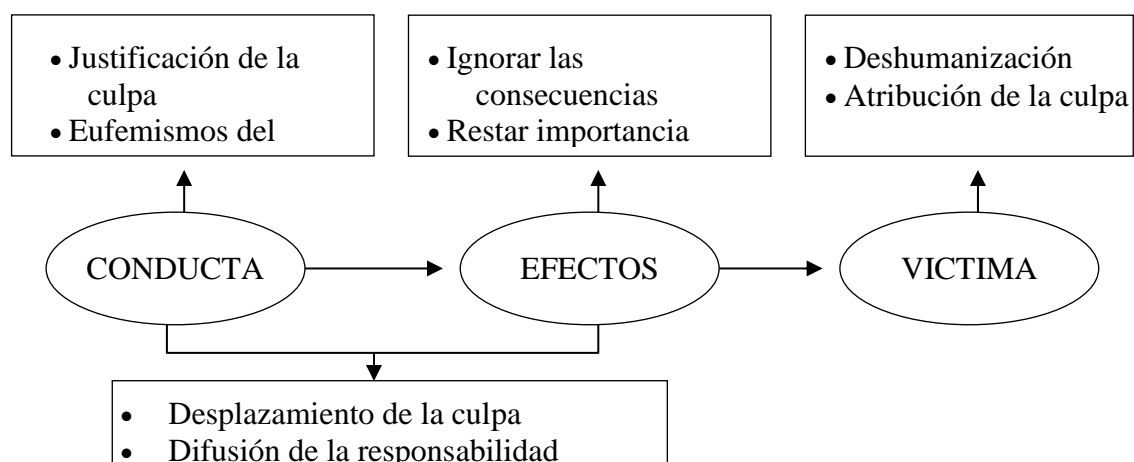 • Justificación de la
culpa
• Eufemismos del
• Ignorar las
consecuencias
• Restar importancia
• Deshumanización
• Atribución de la culpa
CONDUCTA
EFECTOS
VICTIMA
• Desplazamiento de la culpa
• Difusión de la responsabilidad